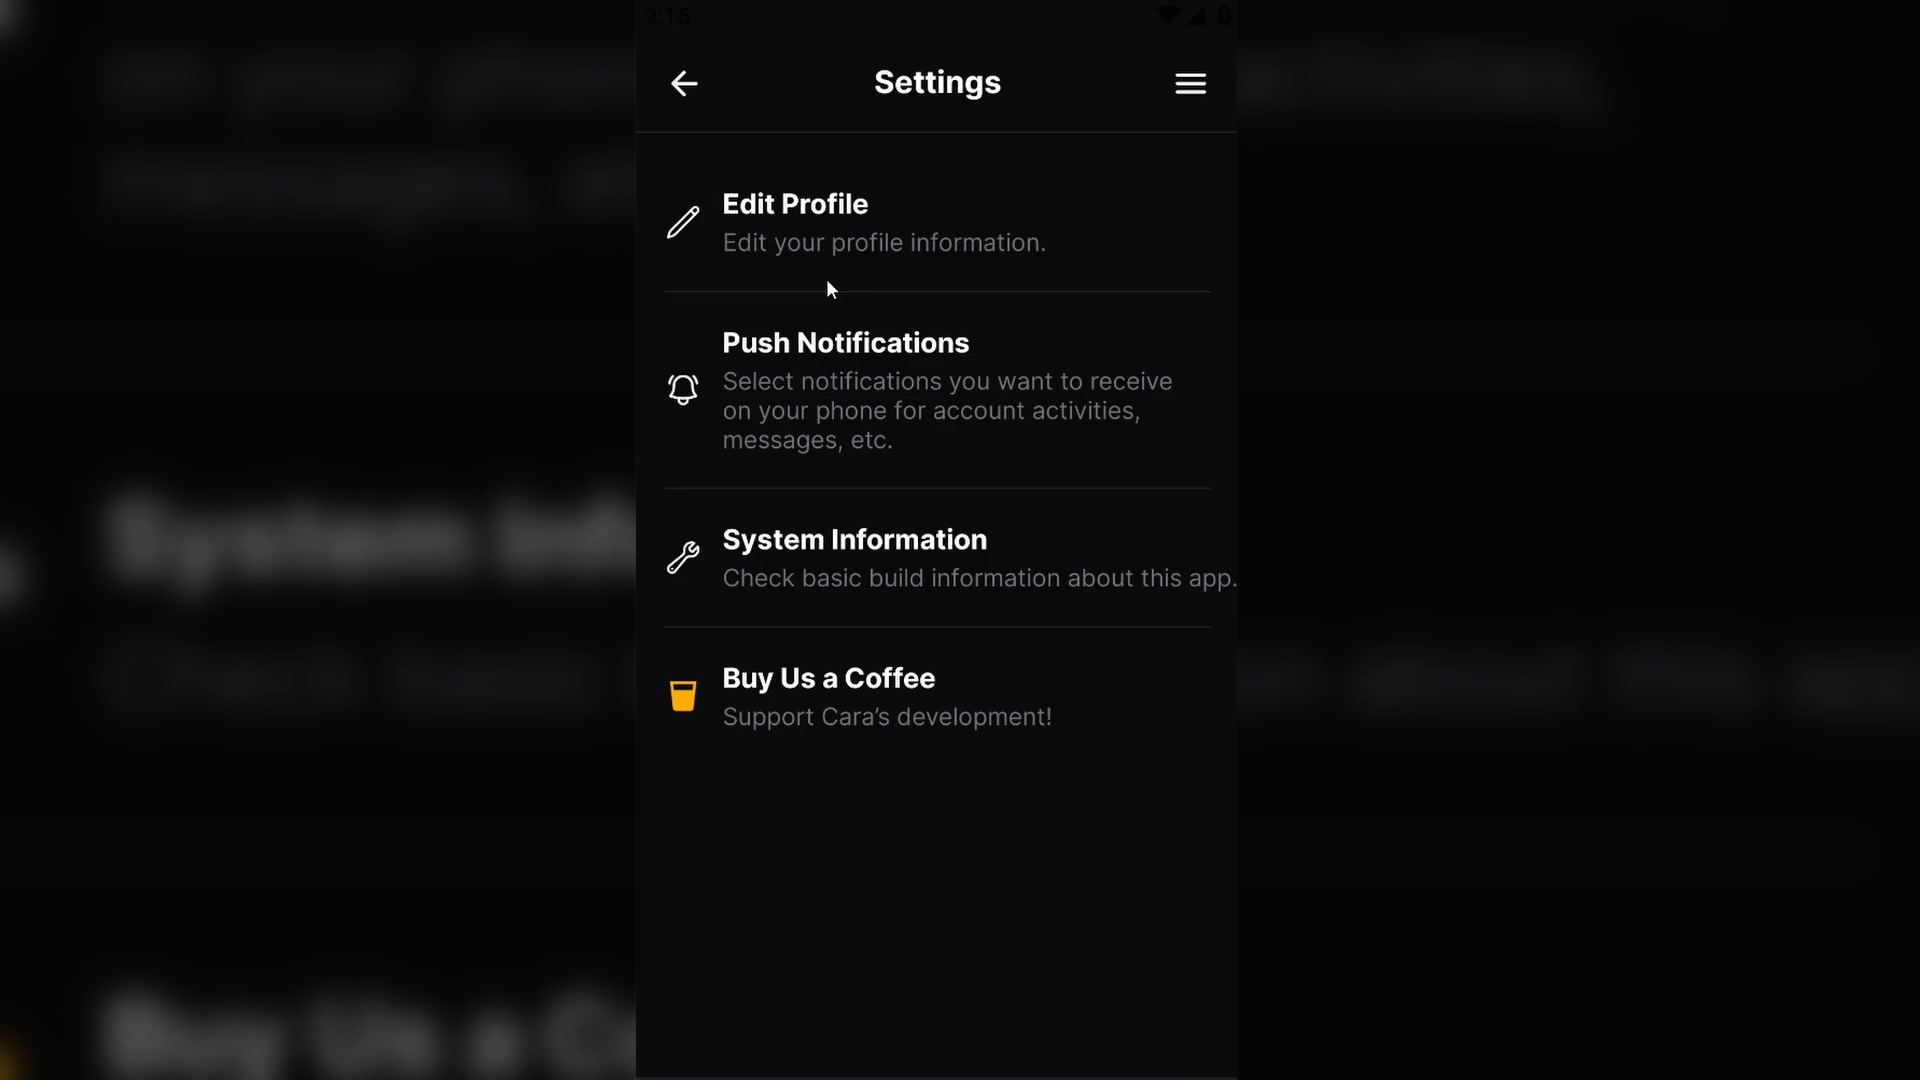 9:15
Settings
Edit Profile
Edit your profile information.
Push Notifications
Select notifications you want to receive
on your phone for account activities,
messages, etc.
System Information
Check basic build information about this app.
Buy Us a Coffee
Support Cara’s development!